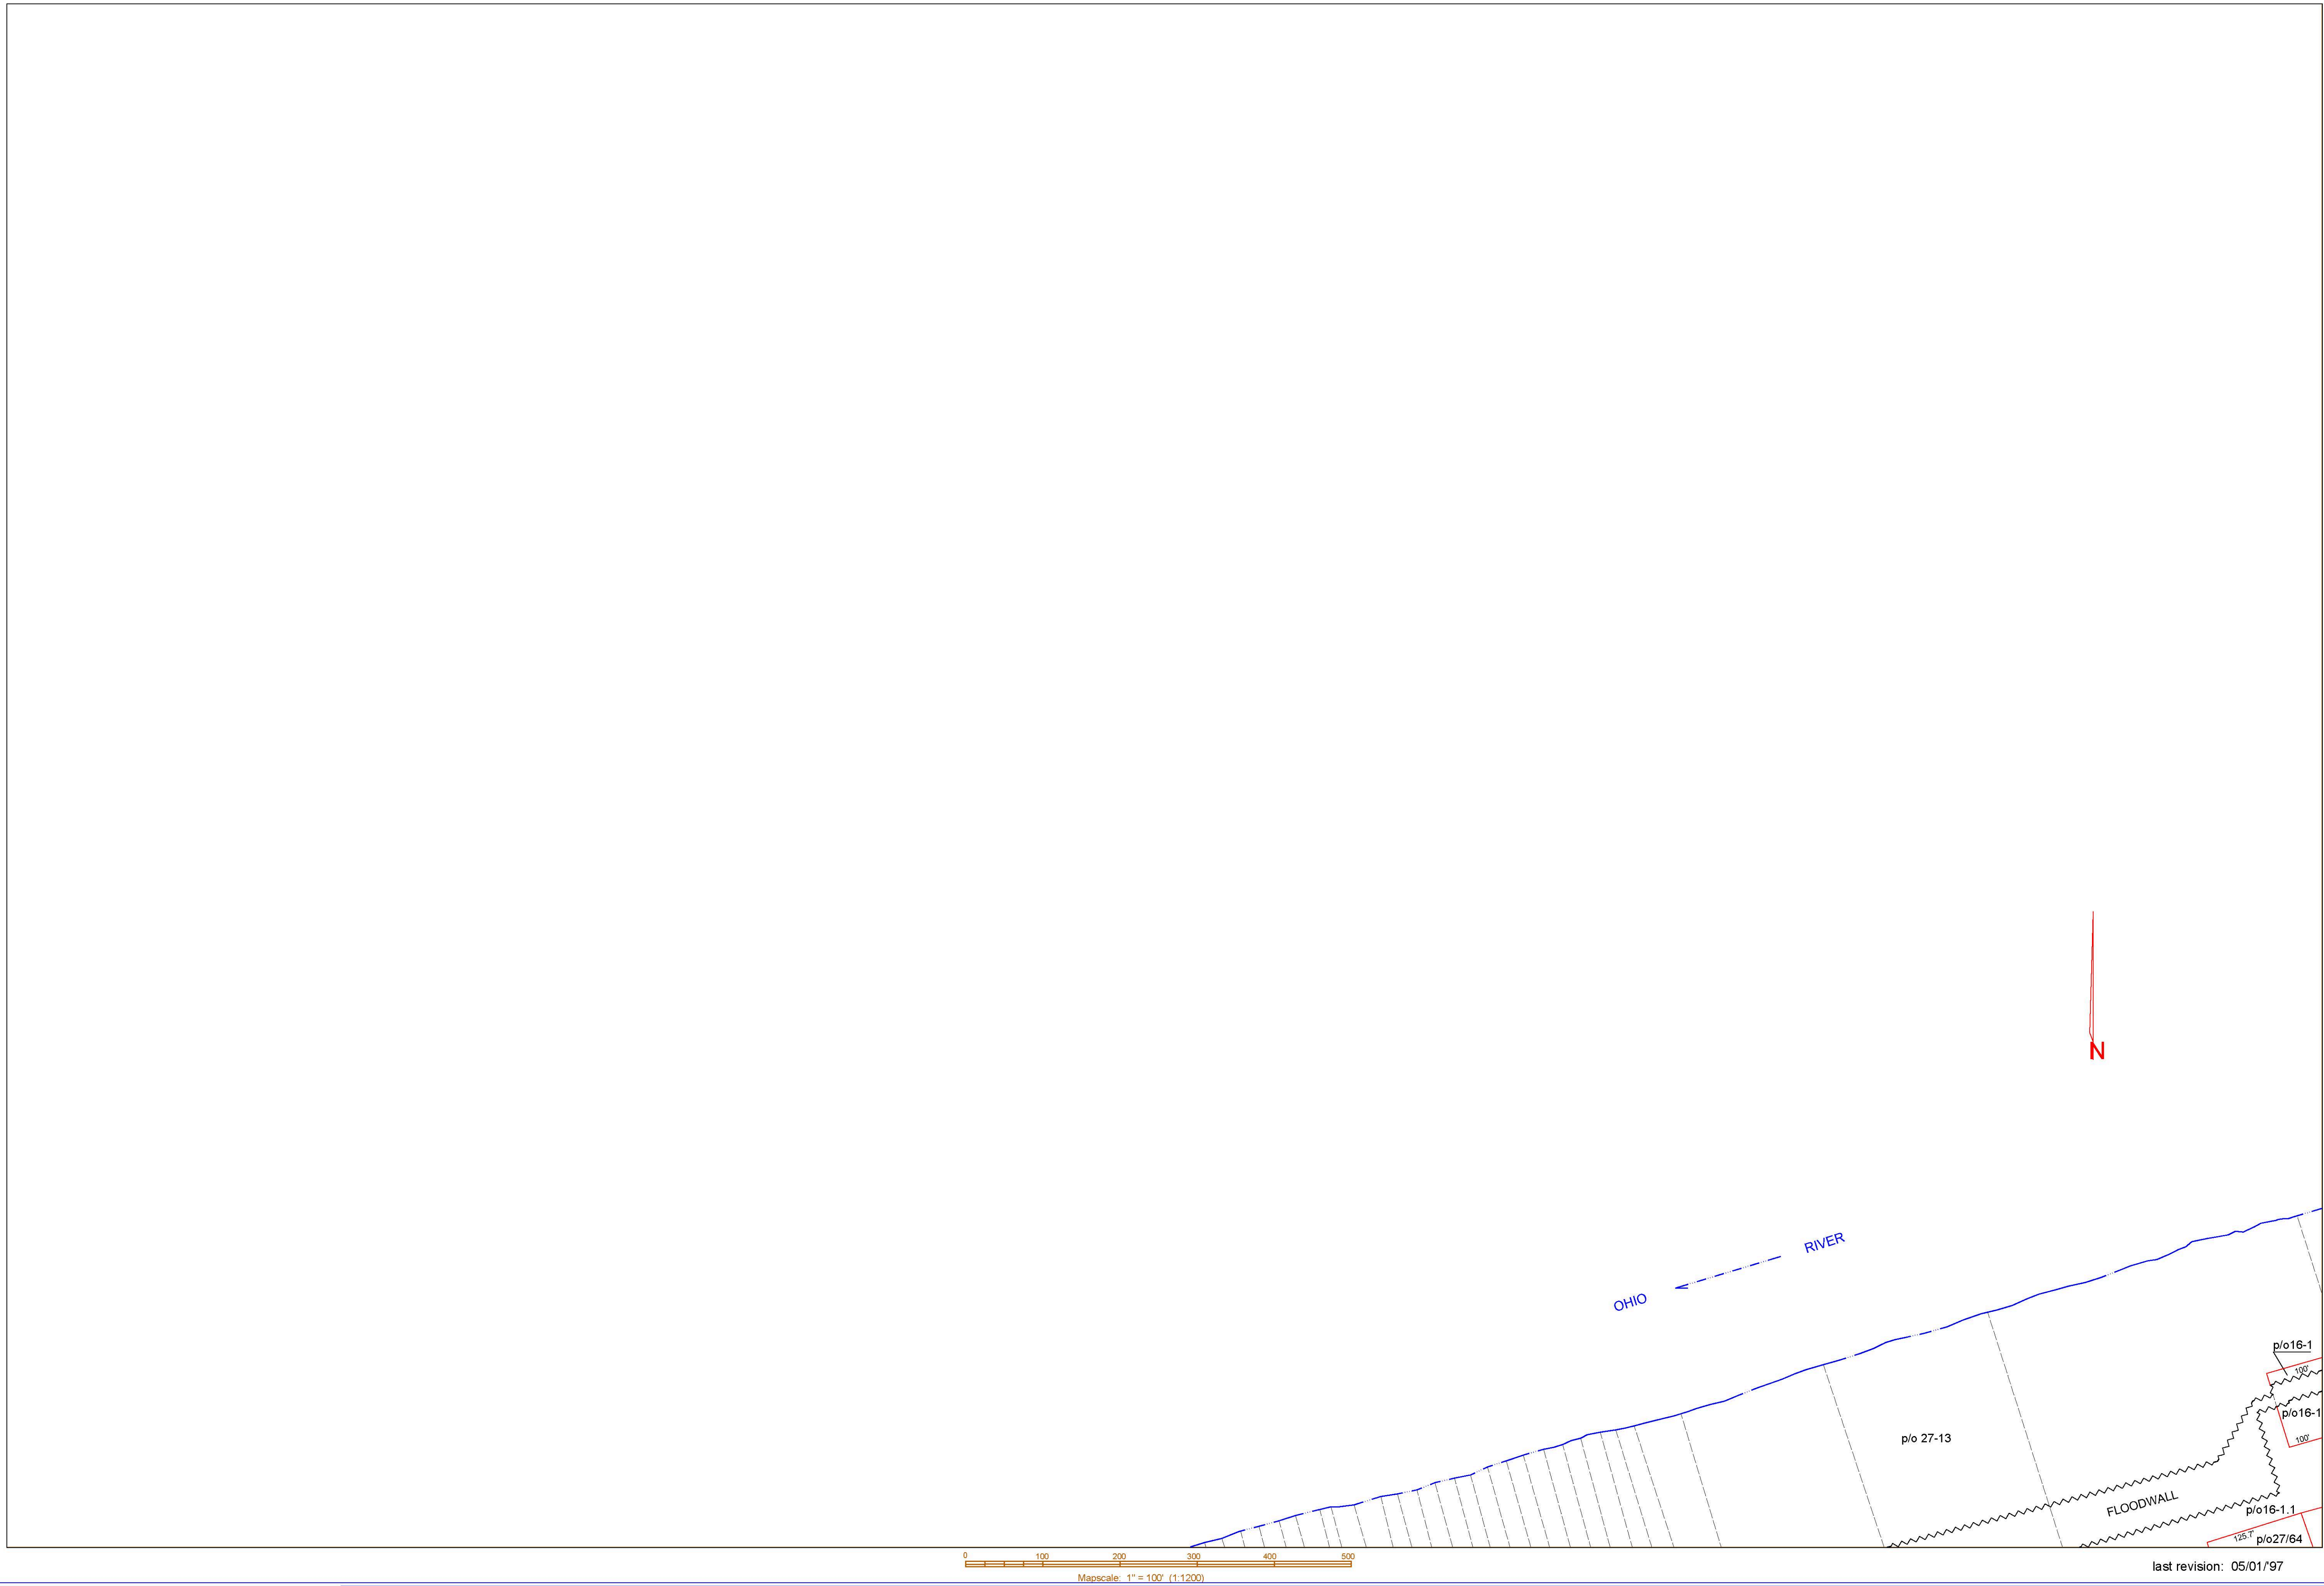 N
RIVER
OHIO
p/o16-1
100'
p/o16-1
100'
p/o 27-13
FLOODWALL
p/o16-1.1
125.7'
p/o27/64
0 100 200 300 400 500
Mapscale: 1" = 100' (1:1200)
last revision: 05/01/'97